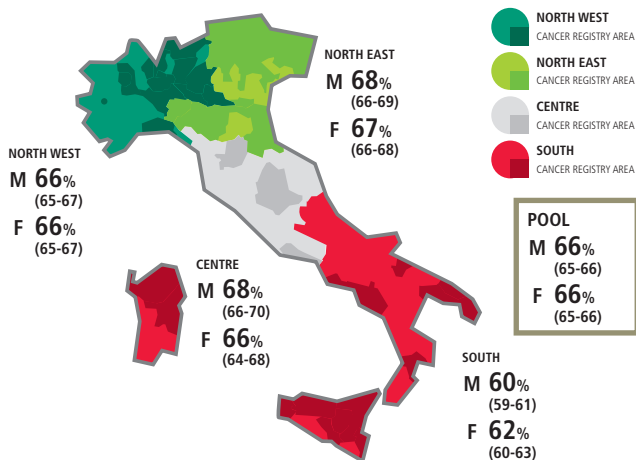 NORTH WEST
CANCER REGISTRY AREA
NORTH EAST
CANCER REGISTRY AREA
CENTRE
CANCER REGISTRY AREA
SOUTH
CANCER REGISTRY AREA
NORTH EAST
M 68%
(66-69)
F 67%
(66-68)
NORTH WEST
M 66%
(65-67)
F 66%
(65-67)
POOL
M 66%
(65-66)
F 66%
(65-66)
CENTRE
M 68%
(66-70)
F 66%
(64-68)
SOUTH
M 60%
(59-61)
F 62%
(60-63)